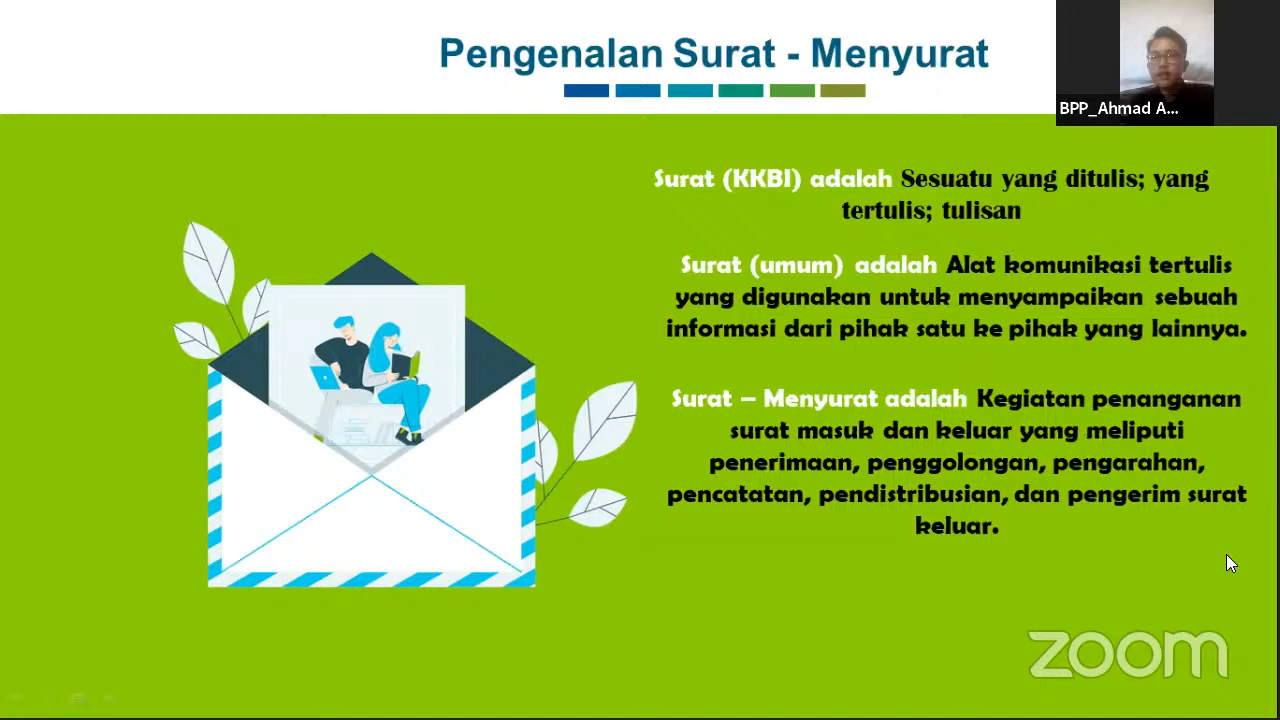 Pengenalan Surat - Menyurat
BPP_Ahmad A...
Surat (KKBI) adalah Sesuatu yang ditulis; yang
tertulis; tulisan
Surat (umum) adalah Alat komunikasi tertulis
yang digunakan untuk menyampaikan sebuah
informasi dari pihak satu ke pihak yang lainnya.
Surat – Menyurat adalah Kegiatan penanganan
surat masuk dan keluar yang meliputi
penerimaan, penggolongan, pengarahan,
pencatatan, pendistribusian, dan pengerim surat
keluar.
zoom